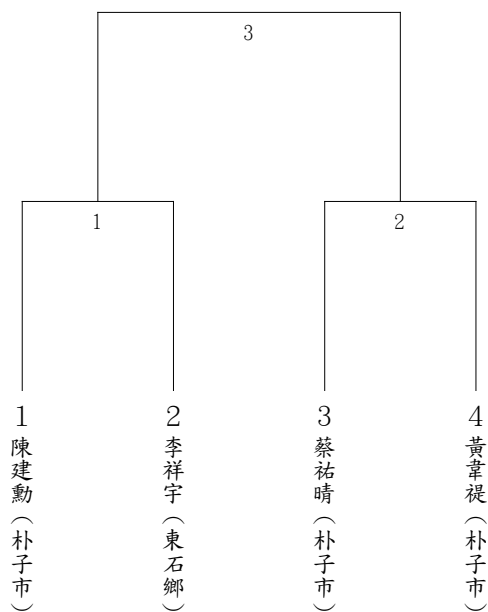 3
1
2
1 陳建勳(朴子市)
2 李祥宇(東石鄉)
3 蔡祐晴(朴子市)
4 黃韋禔(朴子市)